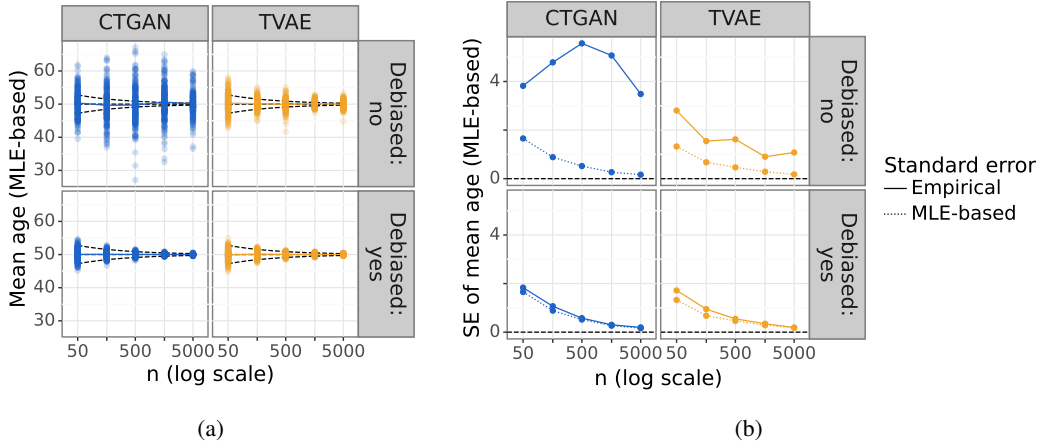 CTGAN
TVAE
Mean age (MLE-based)
60
50
40
30
Debiased:
no
60
50
40
30
Debiased:
yes
50
500
5000
50
500
5000
n (log scale)
(a)
CTGAN
TVAE
SE of mean age (MLE-based)
4
0
Debiased:
no
4
0
Debiased:
yes
50
500
5000
50
500
5000
n (log scale)
(b)
Standard error
Empirical
MLE-based